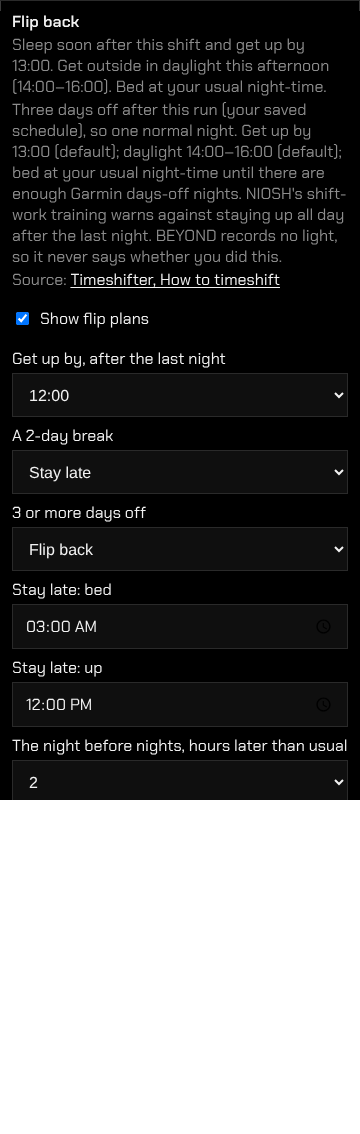 Flip back
Sleep soon after this shift and get up by
13:00. Get outside in daylight this afternoon
(14:00–16:00). Bed at your usual night-time.
Three days off after this run (your saved
schedule), so one normal night. Get up by
13:00 (default); daylight 14:00–16:00 (default);
bed at your usual night-time until there are
enough Garmin days-off nights. NIOSH's shift-
work training warns against staying up all day
after the last night. BEYOND records no light,
so it never says whether you did this.
Source: Timeshifter, How to timeshift
Show flip plans
Get up by, after the last night
12:00
A 2-day break
Stay late
3 or more days off
Flip back
Stay late: bed
03:00 AM
Stay late: up
12:00 PM
The night before nights, hours later than usual
2